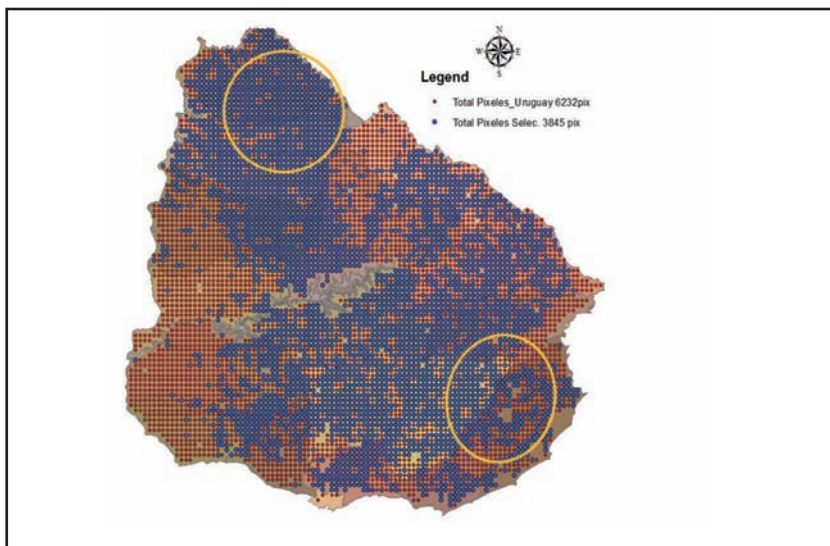 N
W E
S
Legend
Total Pixeles_Uruguay 6232pix
Total Pixeles Selec. 3845 pix